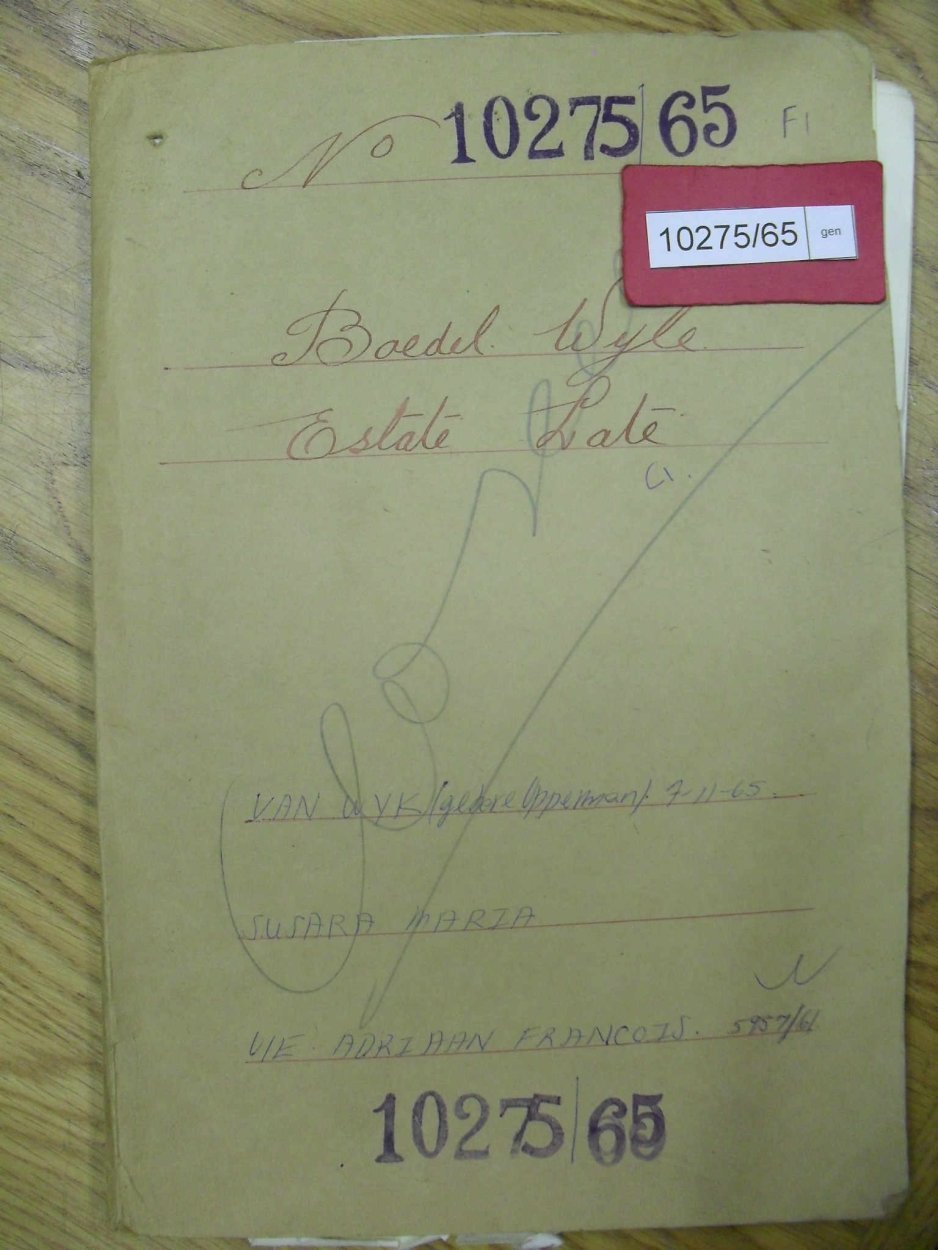 No 10275/65 F1
10275/65 gen
Boedel Wyle
Estate Late
VAN WYK (gebore Opperman) 7-11-65.
SUSARA MARIA
V/E ADRIAAN FRANCOIS. 5957/61
10275/65